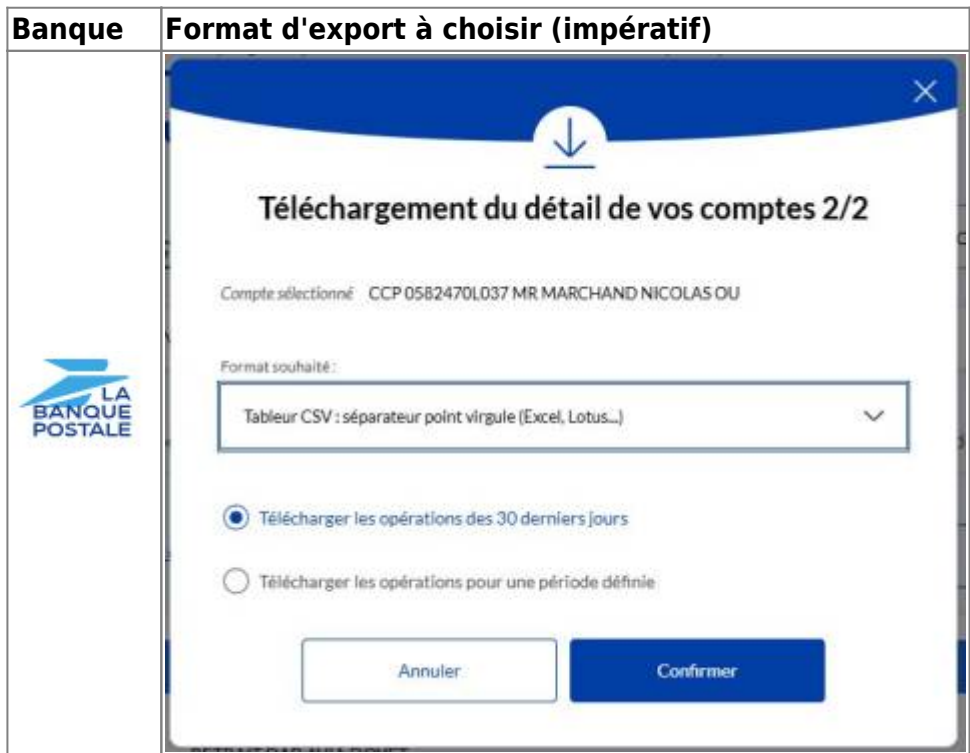 Banque
Format d'export à choisir (impératif)
Téléchargement du détail de vos comptes 2/2
Compte sélectionné CCP 0582470L037 MR MARCHAND NICOLAS OU
Format souhaité :
LA
BANQUE
POSTALE
Tableur CSV : séparateur point virgule (Excel, Lotus...)
Télécharger les opérations des 30 derniers jours
Télécharger les opérations pour une période définie
Annuler
Confirmer